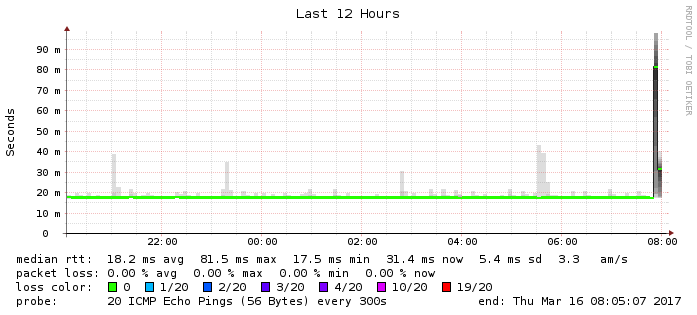 Last 12 Hours
RRDTOOL / TOBI OETIKER
Seconds
90 m
80 m
70 m
60 m
50 m
40 m
30 m
20 m
10 m
0
22:00 00:00 02:00 04:00 06:00 08:00
median rtt: 18.2 ms avg 81.5 ms max 17.5 ms min 31.4 ms now 5.4 ms sd 3.3 am/s
packet loss: 0.00 % avg 0.00 % max 0.00 % min 0.00 % now
loss color: 0 1/20 2/20 3/20 4/20 10/20 19/20
probe: 20 ICMP Echo Pings (56 Bytes) every 300s end: Thu Mar 16 08:05:07 2017